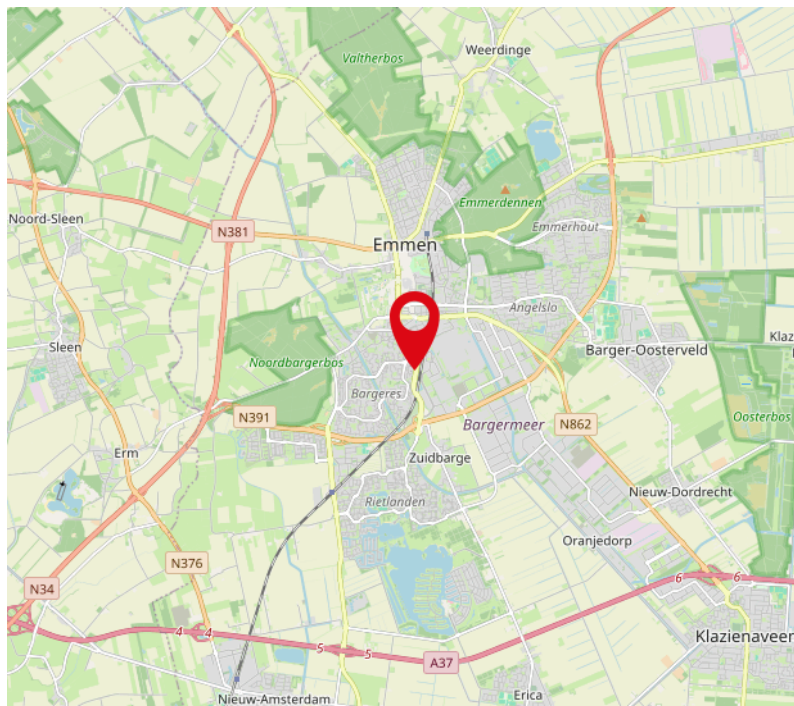 Weerdinge
Valtherbos
Emmerdennen
Noord-Sleen
Emmerhout
N381
Emmen
Angelslo
Klaz
Sleen
Barger-Oosterveld
Noordbargerbos
Bargeres
Oosterbos
N391
Bargermeer
N862
Erm
Zuidbarge
Nieuw-Dordrecht
Rietlanden
Oranjedorp
N376
6
6
N34
4
4
Klazienaveen
5
5
A37
Nieuw-Amsterdam
Erica